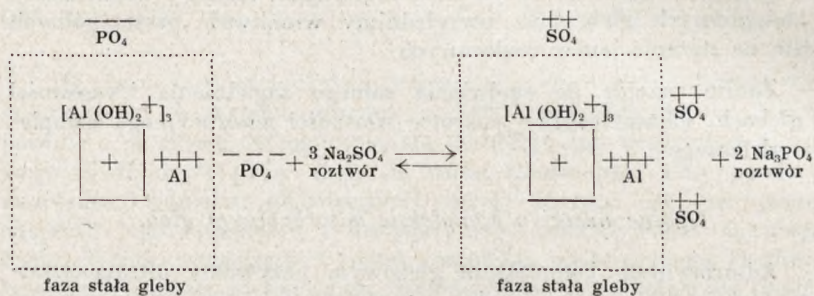 − − −
PO₄
++
SO₄
[Al (OH)₂⁺]₃
+ +++
Al
− − −
PO₄
+ 3 Na₂SO₄
roztwór
[Al (OH)₂⁺]₃
+ +++
Al
++
SO₄
++
SO₄
+ 2 Na₃PO₄
roztwòr
faza stała gleby
faza stała gleby